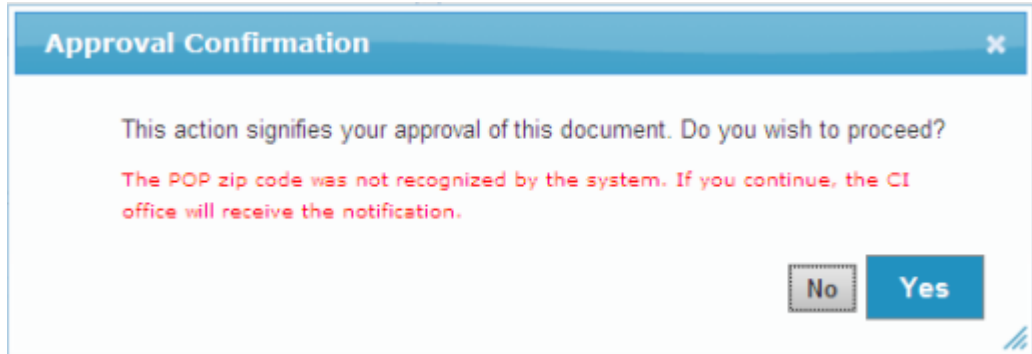 Approval Confirmation
This action signifies your approval of this document. Do you wish to proceed?
The POP zip code was not recognized by the system. If you continue, the CI
office will receive the notification.
No Yes